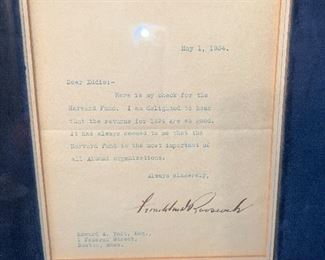 May 1, 1934.
Dear Eddie:-
Here is my check for the
Harvard Fund. I am delighted to hear
that the returns for 1934 are so good.
It has always seemed to me that the
Harvard Fund is the most important of
all Alumni organizations.
Always sincerely,
Franklin D Roosevelt
Edward A. Taft, Esq.,
1 Federal Street,
Boston, Mass.